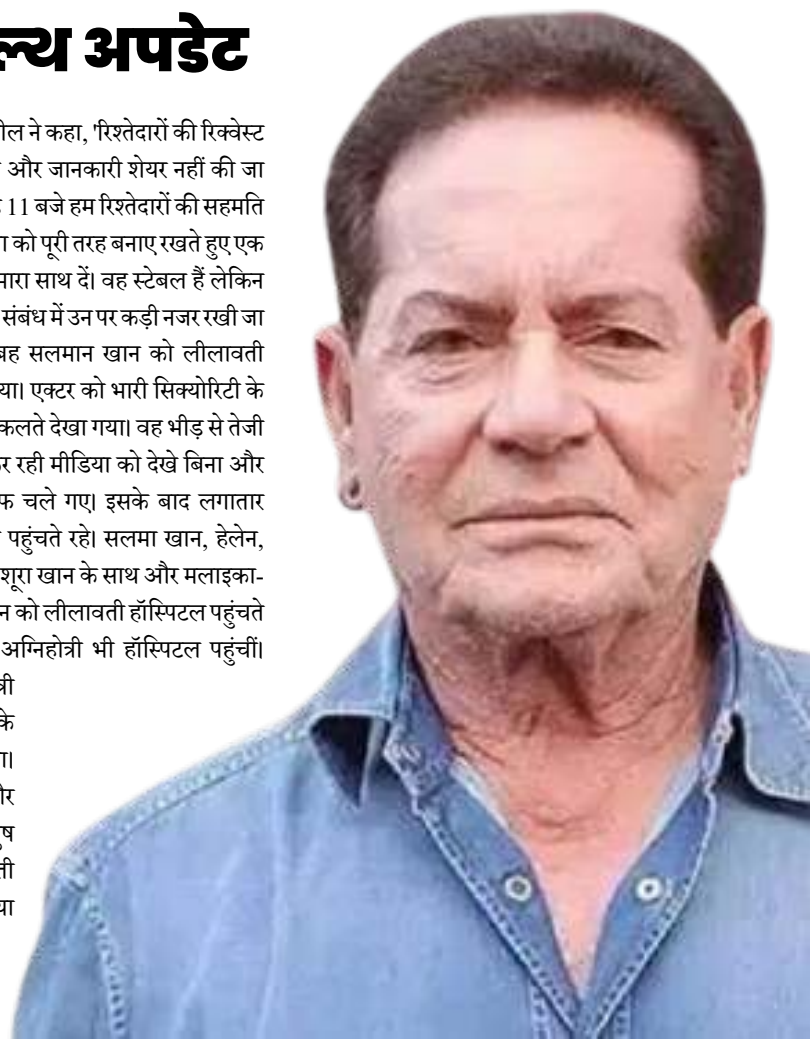 अपडेट
ने कहा, 'रिश्तेदारों की रिक्वेस्ट
और जानकारी शेयर नहीं की जा
11 बजे हम रिश्तेदारों की सहमति
को पूरी तरह बनाए रखते हुए एक
साथ दें। वह स्टेबल हैं लेकिन
संबंध में उन पर कड़ी नजर रखी जा
सलमान खान को लीलावती
एक्टर को भारी सिक्योरिटी के
देखा गया। वह भीड़ से तेजी
रही मीडिया को देखे बिना और
चले गए। इसके बाद लगातार
पहुंचते रहे। सलमा खान, हेलेन,
शूरा खान के साथ और मलाइका-
को लीलावती हॉस्पिटल पहुंचते
अग्निहोत्री भी हॉस्पिटल पहुंचीं।
के